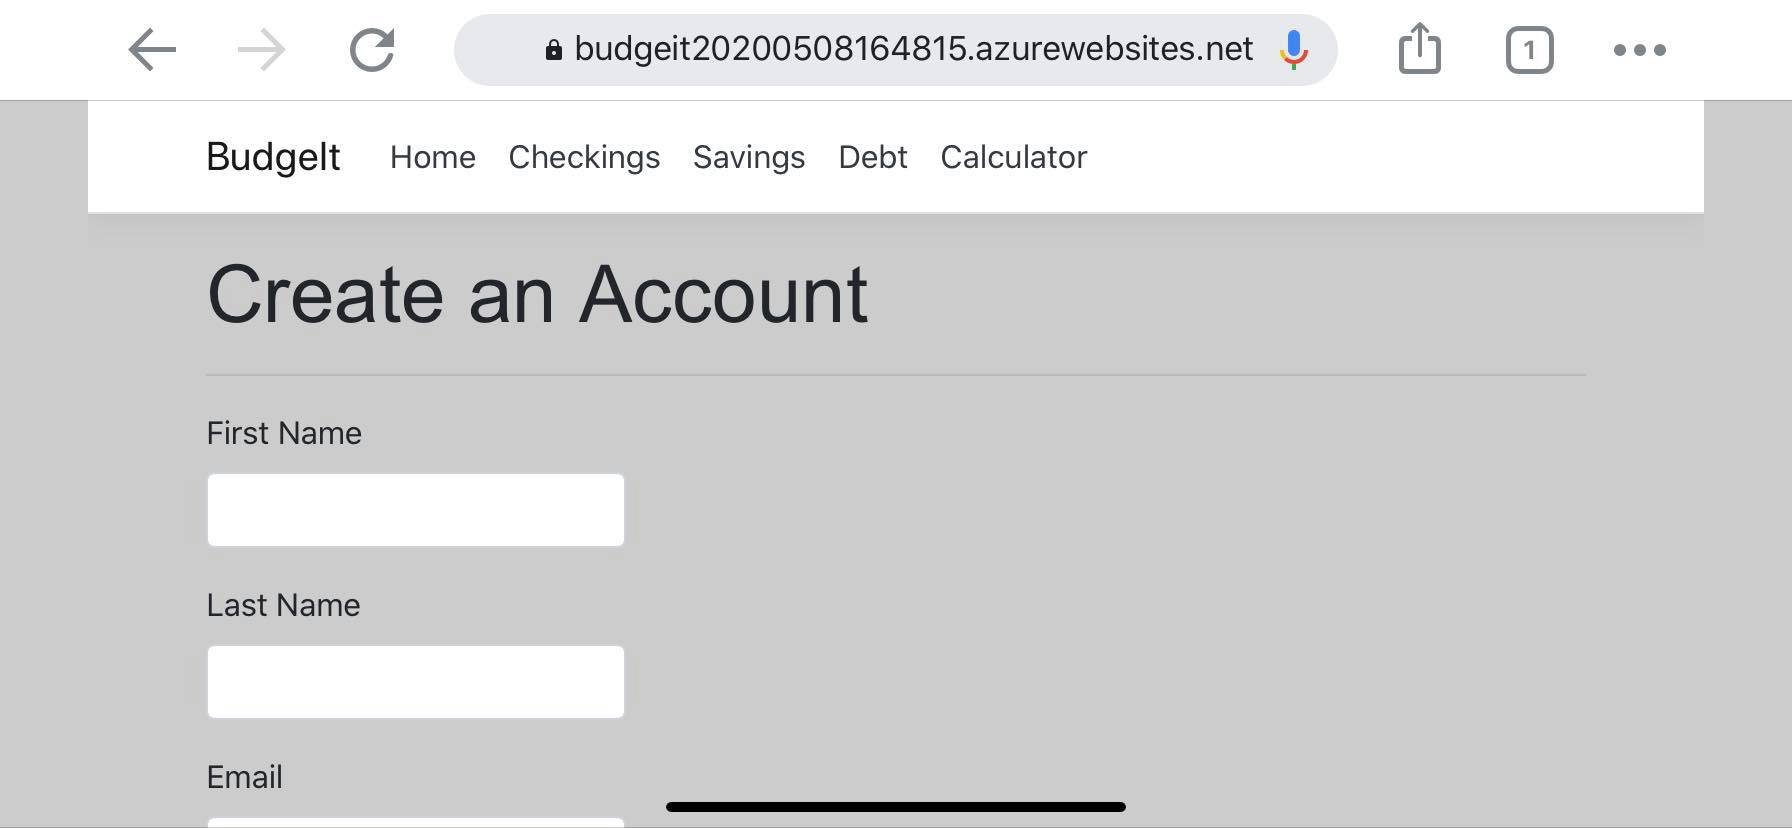 budgeit20200508164815.azurewebsites.net
1
BudgeIt Home Checkings Savings Debt Calculator
Create an Account
First Name
Last Name
Email